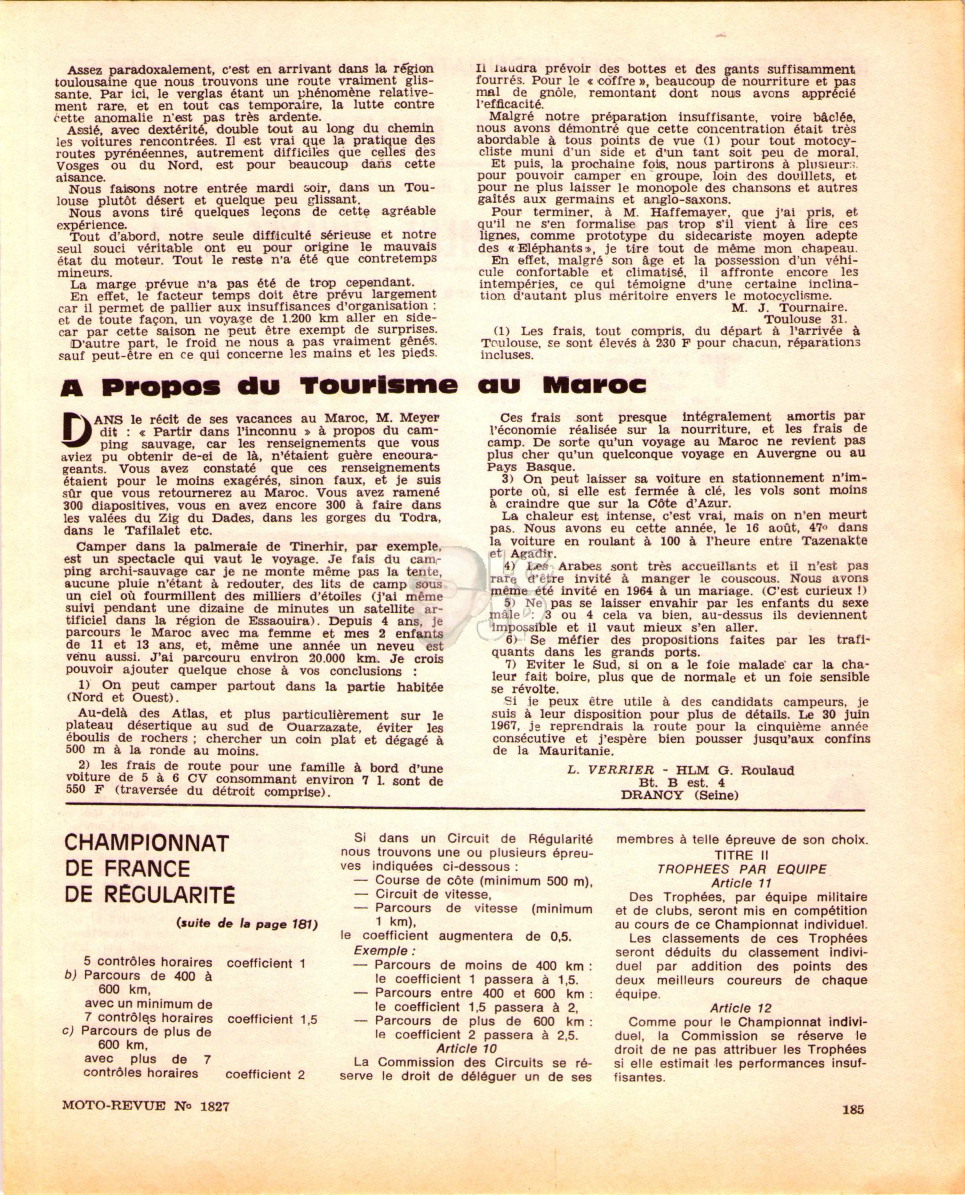 Assez paradoxalement, c'est en arrivant dans la région
toulousaine que nous trouvons une route vraiment glis-
sante. Par ici, le verglas étant un phénomène relative-
ment rare, et en tout cas temporaire, la lutte contre
cette anomalie n'est pas très ardente.
Assié, avec dextérité, double tout au long du chemin
les voitures rencontrées. Il est vrai que la pratique des
routes pyrénéennes, autrement difficiles que celles des
Vosges ou du Nord, est pour beaucoup dans cette
aisance.
Nous faisons notre entrée mardi soir, dans un Tou-
louse plutôt désert et quelque peu glissant.
Nous avons tiré quelques leçons de cette agréable
expérience.
Tout d'abord, notre seule difficulté sérieuse et notre
seul souci véritable ont eu pour origine le mauvais
état du moteur. Tout le reste n'a été que contretemps
mineurs.
La marge prévue n'a pas été de trop cependant.
En effet, le facteur temps doit être prévu largement
car il permet de pallier aux insuffisances d'organisation :
et de toute façon, un voyage de 1.200 km aller en side-
car par cette saison ne peut être exempt de surprises.
D'autre part, le froid ne nous a pas vraiment gênés.
sauf peut-être en ce qui concerne les mains et les pieds.
Il faudra prévoir des bottes et des gants suffisamment
fourrés. Pour le « coffre », beaucoup de nourriture et pas
mal de gnôle, remontant dont nous avons apprécié
l'efficacité.
Malgré notre préparation insuffisante, voire bâclée,
nous avons démontré que cette concentration était très
abordable à tous points de vue (1) pour tout motocy-
cliste muni d'un side et d'un tant soit peu de moral.
Et puis, la prochaine fois, nous partirons à plusieurs
pour pouvoir camper en groupe, loin des douillets, et
pour ne plus laisser le monopole des chansons et autres
gaîtés aux germains et anglo-saxons.
Pour terminer, à M. Haffemayer, que j'ai pris, et
qu'il ne s'en formalise pas trop s'il vient à lire ces
lignes, comme prototype du sidecariste moyen adepte
des « Eléphants », je tire tout de même mon chapeau.
En effet, malgré son âge et la possession d'un véhi-
cule confortable et climatisé, il affronte encore les
intempéries, ce qui témoigne d'une certaine inclina-
tion d'autant plus méritoire envers le motocyclisme.
M. J. Tournaire.
Toulouse 31.
(1) Les frais, tout compris, du départ à l'arrivée à
Toulouse, se sont élevés à 230 F pour chacun, réparations
incluses.
A Propos du Tourisme au Maroc
DANS le récit de ses vacances au Maroc, M. Meyer
dit : « Partir dans l'inconnu » à propos du cam-
ping sauvage, car les renseignements que vous
aviez pu obtenir de-ci de là, n'étaient guère encoura-
geants. Vous avez constaté que ces renseignements
étaient pour le moins exagérés, sinon faux, et je suis
sûr que vous retournerez au Maroc. Vous avez ramené
300 diapositives, vous en avez encore 300 à faire dans
les valées du Zig du Dades, dans les gorges du Todra,
dans le Tafilalet etc.
Camper dans la palmeraie de Tinerhir, par exemple,
est un spectacle qui vaut le voyage. Je fais du cam-
ping archi-sauvage car je ne monte même pas la tente,
aucune pluie n'étant à redouter, des lits de camp sous
un ciel où fourmillent des milliers d'étoiles (j'ai même
suivi pendant une dizaine de minutes un satellite ar-
tificiel dans la région de Essaouira). Depuis 4 ans, je
parcours le Maroc avec ma femme et mes 2 enfants
de 11 et 13 ans, et, même une année un neveu est
venu aussi. J'ai parcouru environ 20.000 km. Je crois
pouvoir ajouter quelque chose à vos conclusions :
1) On peut camper partout dans la partie habitée
(Nord et Ouest).
Au-delà des Atlas, et plus particulièrement sur le
plateau désertique au sud de Ouarzazate, éviter les
éboulis de rochers ; chercher un coin plat et dégagé à
500 m à la ronde au moins.
2) les frais de route pour une famille à bord d'une
voiture de 5 à 6 CV consommant environ 7 l. sont de
550 F (traversée du détroit comprise).
Ces frais sont presque intégralement amortis par
l'économie réalisée sur la nourriture, et les frais de
camp. De sorte qu'un voyage au Maroc ne revient pas
plus cher qu'un quelconque voyage en Auvergne ou au
Pays Basque.
3) On peut laisser sa voiture en stationnement n'im-
porte où, si elle est fermée à clé, les vols sont moins
à craindre que sur la Côte d'Azur.
La chaleur est intense, c'est vrai, mais on n'en meurt
pas. Nous avons eu cette année, le 16 août, 47º dans
la voiture en roulant à 100 à l'heure entre Tazenakte
et Agadir.
4) Les Arabes sont très accueillants et il n'est pas
rare d'être invité à manger le couscous. Nous avons
même été invité en 1964 à un mariage. (C'est curieux !)
5) Ne pas se laisser envahir par les enfants du sexe
mâle : 3 ou 4 cela va bien, au-dessus ils deviennent
impossible et il vaut mieux s'en aller.
6) Se méfier des propositions faites par les trafi-
quants dans les grands ports.
7) Eviter le Sud, si on a le foie malade car la cha-
leur fait boire, plus que de normale et un foie sensible
se révolte.
Si je peux être utile à des candidats campeurs, je
suis à leur disposition pour plus de détails. Le 30 juin
1967, je reprendrais la route pour la cinquième année
consécutive et j'espère bien pousser jusqu'aux confins
de la Mauritanie.
L. VERRIER - HLM G. Roulaud
Bt. B est. 4
DRANCY (Seine)
CHAMPIONNAT
DE FRANCE
DE RÉGULARITÉ
(suite de la page 181)
5 contrôles horaires coefficient 1
b) Parcours de 400 à
600 km,
avec un minimum de
7 contrôles horaires coefficient 1,5
c) Parcours de plus de
600 km,
avec plus de 7
contrôles horaires coefficient 2
Si dans un Circuit de Régularité
nous trouvons une ou plusieurs épreu-
ves indiquées ci-dessous :
— Course de côte (minimum 500 m),
— Circuit de vitesse,
— Parcours de vitesse (minimum
1 km),
le coefficient augmentera de 0,5.
Exemple :
— Parcours de moins de 400 km :
le coefficient 1 passera à 1,5.
— Parcours entre 400 et 600 km :
le coefficient 1,5 passera à 2,
— Parcours de plus de 600 km :
le coefficient 2 passera à 2,5.
Article 10
La Commission des Circuits se ré-
serve le droit de déléguer un de ses
membres à telle épreuve de son choix.
TITRE II
TROPHEES PAR EQUIPE
Article 11
Des Trophées, par équipe militaire
et de clubs, seront mis en compétition
au cours de ce Championnat individuel.
Les classements de ces Trophées
seront déduits du classement indivi-
duel par addition des points des
deux meilleurs coureurs de chaque
équipe.
Article 12
Comme pour le Championnat indivi-
duel, la Commission se réserve le
droit de ne pas attribuer les Trophées
si elle estimait les performances insuf-
fisantes.
MOTO-REVUE Nº 1827
185